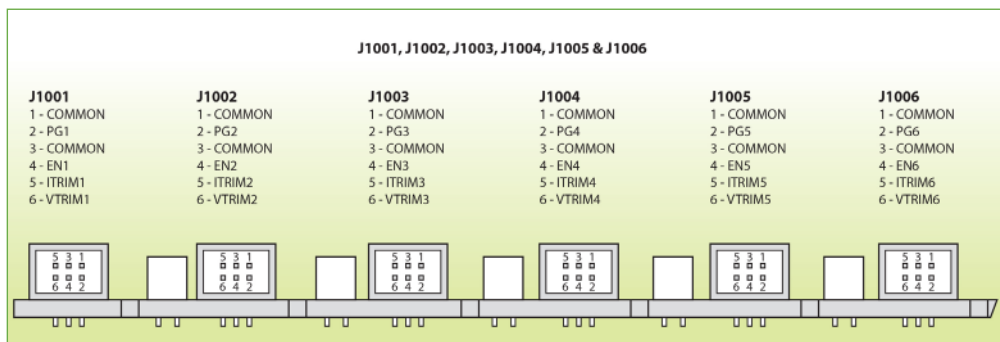 J1001, J1002, J1003, J1004, J1005 & J1006
J1001
1 - COMMON
2 - PG1
3 - COMMON
4 - EN1
5 - ITRIM1
6 - VTRIM1
J1002
1 - COMMON
2 - PG2
3 - COMMON
4 - EN2
5 - ITRIM2
6 - VTRIM2
J1003
1 - COMMON
2 - PG3
3 - COMMON
4 - EN3
5 - ITRIM3
6 - VTRIM3
J1004
1 - COMMON
2 - PG4
3 - COMMON
4 - EN4
5 - ITRIM4
6 - VTRIM4
J1005
1 - COMMON
2 - PG5
3 - COMMON
4 - EN5
5 - ITRIM5
6 - VTRIM5
J1006
1 - COMMON
2 - PG6
3 - COMMON
4 - EN6
5 - ITRIM6
6 - VTRIM6
5 3 1
6 4 2
5 3 1
6 4 2
5 3 1
6 4 2
5 3 1
6 4 2
5 3 1
6 4 2
5 3 1
6 4 2